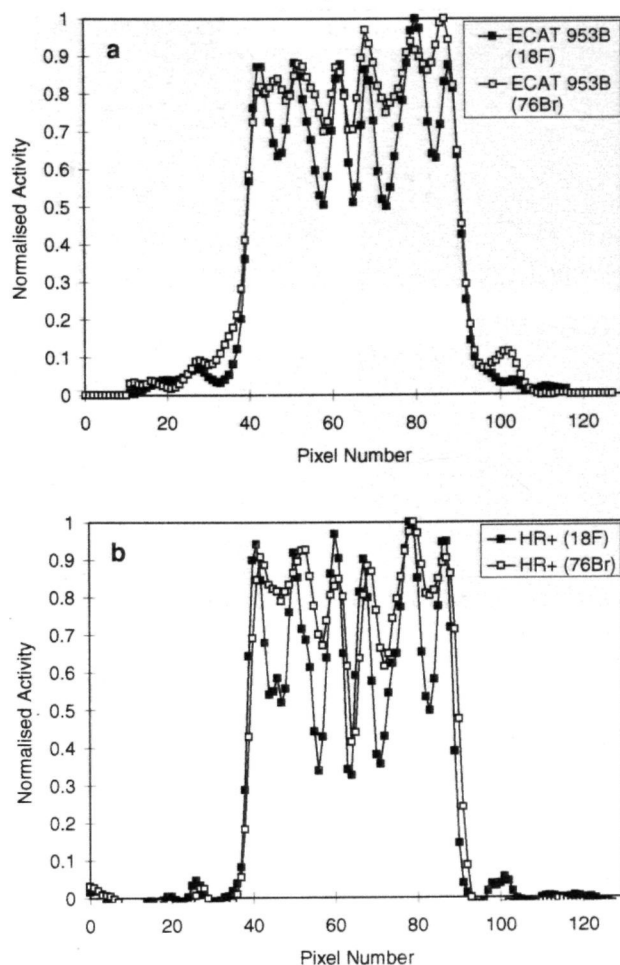 a
ECAT 953B
(18F)
ECAT 953B
(76Br)
Normalised Activity
1
0.9
0.8
0.7
0.6
0.5
0.4
0.3
0.2
0.1
0
0 20 40 60 80 100 120
Pixel Number
b
HR+ (18F)
HR+ (76Br)
Normalised Activity
1
0.9
0.8
0.7
0.6
0.5
0.4
0.3
0.2
0.1
0
0 20 40 60 80 100 120
Pixel Number